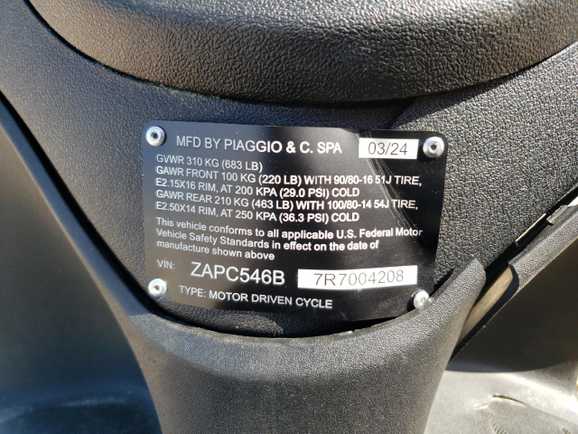 MFD BY PIAGGIO & C. SPA 03/24
GVWR 310 KG (683 LB)
GAWR FRONT 100 KG (220 LB) WITH 90/80-16 51J TIRE,
E2.15X16 RIM, AT 200 KPA (29.0 PSI) COLD
GAWR REAR 210 KG (463 LB) WITH 100/80-14 54J TIRE,
E2.50X14 RIM, AT 250 KPA (36.3 PSI) COLD
This vehicle conforms to all applicable U.S. Federal Motor
Vehicle Safety Standards in effect on the date of
manufacture shown above
VIN: ZAPC546B 7R7004208
TYPE: MOTOR DRIVEN CYCLE